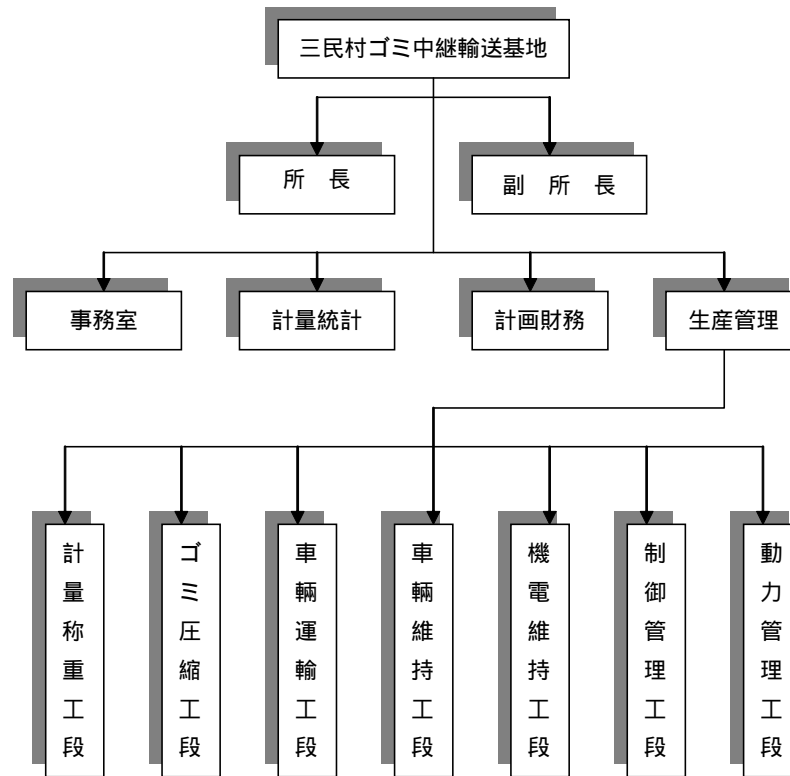 三民村ゴミ中継輸送基地
所　長
副　所　長
事務室
計量統計
計画財務
生産管理
計量称重工段
ゴミ圧縮工段
車輛運輸工段
車輛維持工段
機電維持工段
制御管理工段
動力管理工段